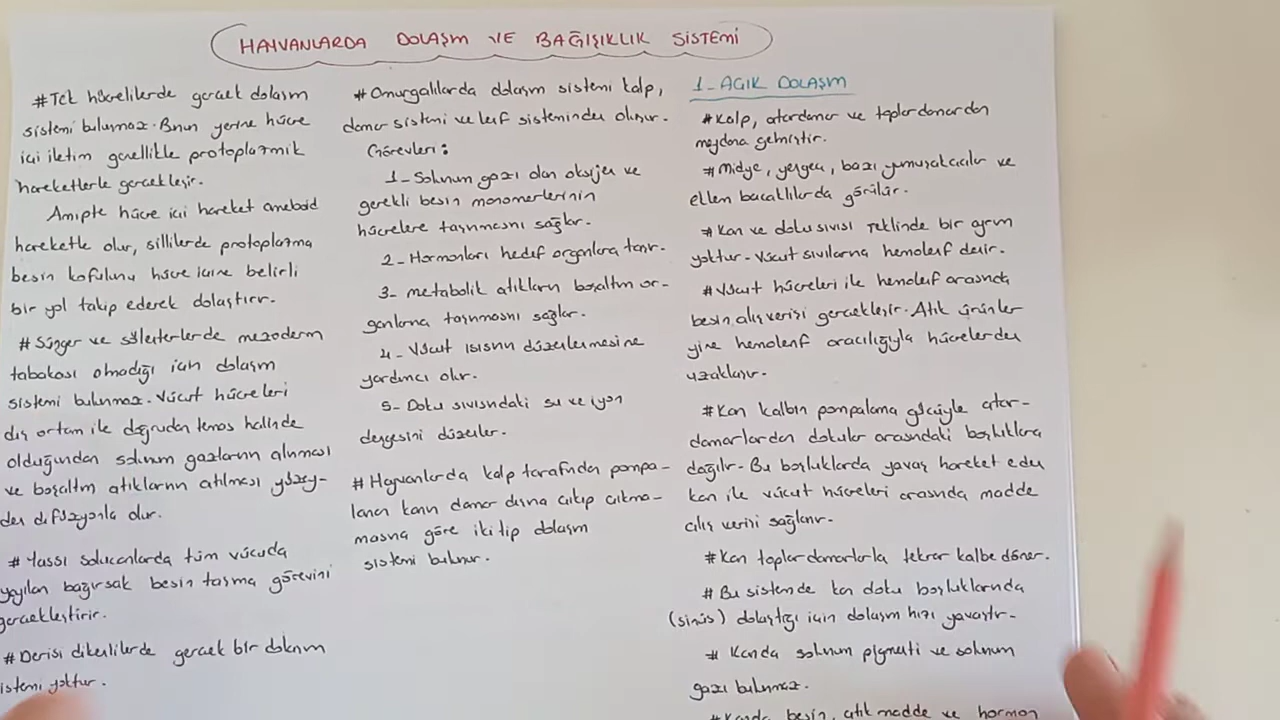 HAYVANLARDA DOLAŞIM VE BAĞIŞIKLIK SİSTEMİ
# Tek hücrelilerde gerçek dolaşım
sistemi bulunmaz. Bunun yerine hücre
içi iletim genellikle protoplazmik
hareketlerle gerçekleşir.
Amipte hücre içi hareket ameboid
hareketle olur, sillilerde protoplazma
besin kofulunu hücre içine belirli
bir yol takip ederek dolaştırır.
# Sünger ve sölenterlerde mezoderm
tabakası olmadığı için dolaşım
sistemi bulunmaz. Vücut hücreleri
dış ortam ile doğrudan temas halinde
olduğundan solunum gazlarının alınması
ve boşaltım atıklarının atılması yüzey-
den difüzyonla olur.
# Yassı solucanlarda tüm vücuda
yayılan bağırsak besin taşıma görevini
gerçekleştirir.
# Derisi dikenlilerde gerçek bir dolaşım
istemi yoktur.
# Omurgalılarda dolaşım sistemi kalp,
damar sistemi ve lenf sisteminden oluşur.
Görevleri:
1- Solunum gazı olan oksijen ve
gerekli besin monomerlerinin
hücrelere taşınmasını sağlar.
2- Hormonları hedef organlara taşır.
3- metabolik atıkların boşaltım or-
ganlarına taşınmasını sağlar.
4- Vücut ısısının düzenlenmesine
yardımcı olur.
5- Doku sıvısındaki su ve iyon
dengesini düzenler.
# Hayvanlarda kalp tarafından pompa-
lanan kanın damar dışına çıkıp çıkma-
masına göre iki tip dolaşım
sistemi bulunur.
1- AÇIK DOLAŞIM
# Kalp, atardamar ve toplardamardan
meydana gelmiştir.
# Midye, yengeç, bazı yumuşakçalar ve
eklem bacaklılarda görülür.
# Kan ve doku sıvısı şeklinde bir ayrım
yoktur - Vücut sıvılarına hemolenf denir.
# Vücut hücreleri ile hemolenf arasında
besin alış verişi gerçekleşir. Atık ürünler
yine hemolenf aracılığıyla hücrelerden
uzaklaşır.
# Kan kalbin pompalama gücüyle atar-
damarlardan dokular arasındaki boşluklara
dağılır - Bu boşluklarda yavaş hareket eden
kan ile vücut hücreleri arasında madde
alış verişi sağlanır.
# Kan toplardamarlarla tekrar kalbe döner.
# Bu sistemde kan doku boşluklarında
(sinüs) dolaştığı için dolaşım hızı yavaştır.
# Kanda solunum pigmenti ve solunum
gazı bulunmaz.
# Kanda besin, atık madde ve hormon